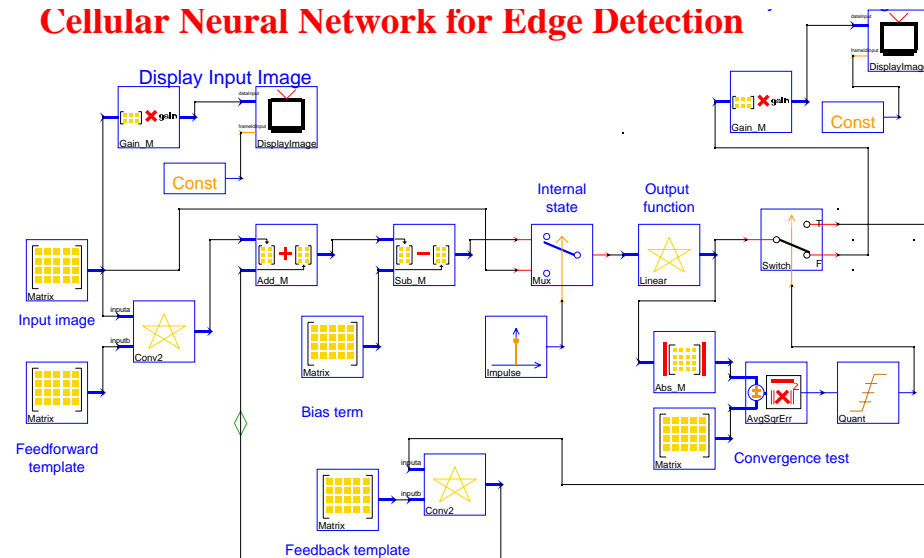 Cellular Neural Network for Edge Detection
Display Input Image
dataInput
frameIdInput
gain
Gain_M
DisplayImage
Const
dataInput
frameIdInput
DisplayImage
gain
Gain_M
Const
Internal
state
Output
function
Matrix
Input image
Add_M
Sub_M
Mux
Linear
T
F
Switch
inputa
inputb
Conv2
Matrix
Feedforward
template
Matrix
Bias term
Impulse
Abs_M
Matrix
2
AvgSqrErr
Quant
Convergence test
inputa
inputb
Conv2
Matrix
Feedback template